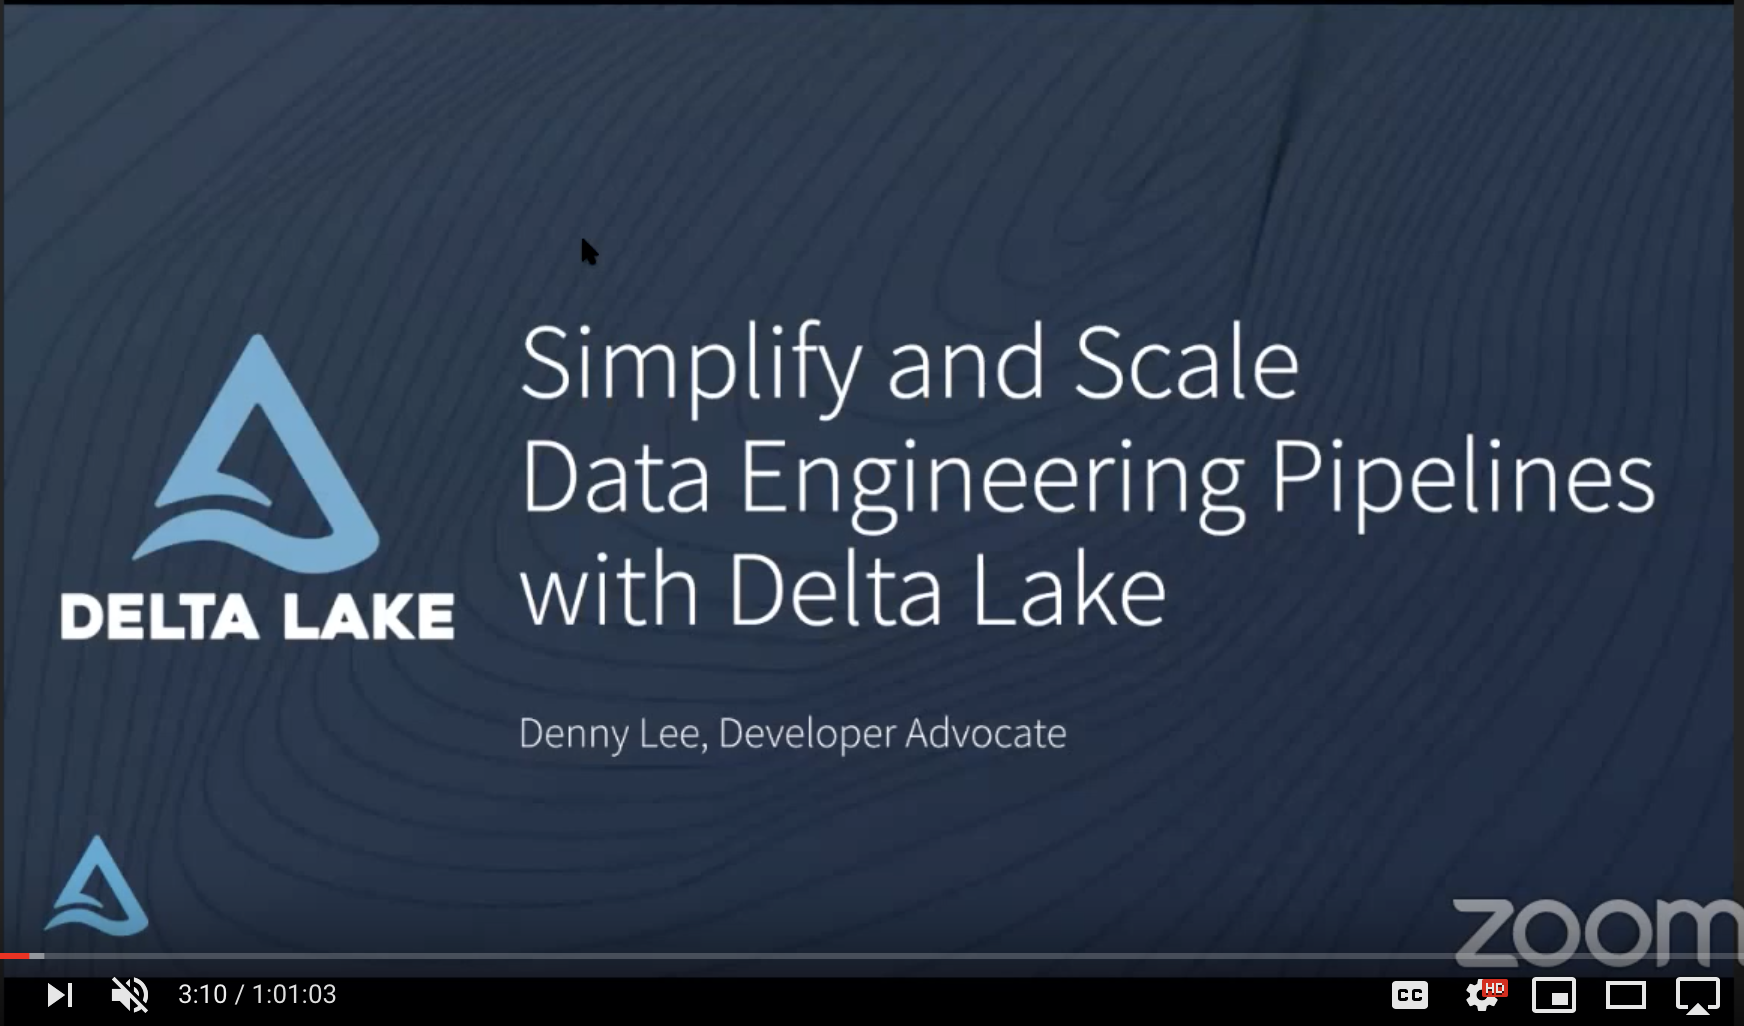 Simplify and Scale
Data Engineering Pipelines
with Delta Lake
DELTA LAKE
Denny Lee, Developer Advocate
zoom
3:10 / 1:01:03
CC
HD